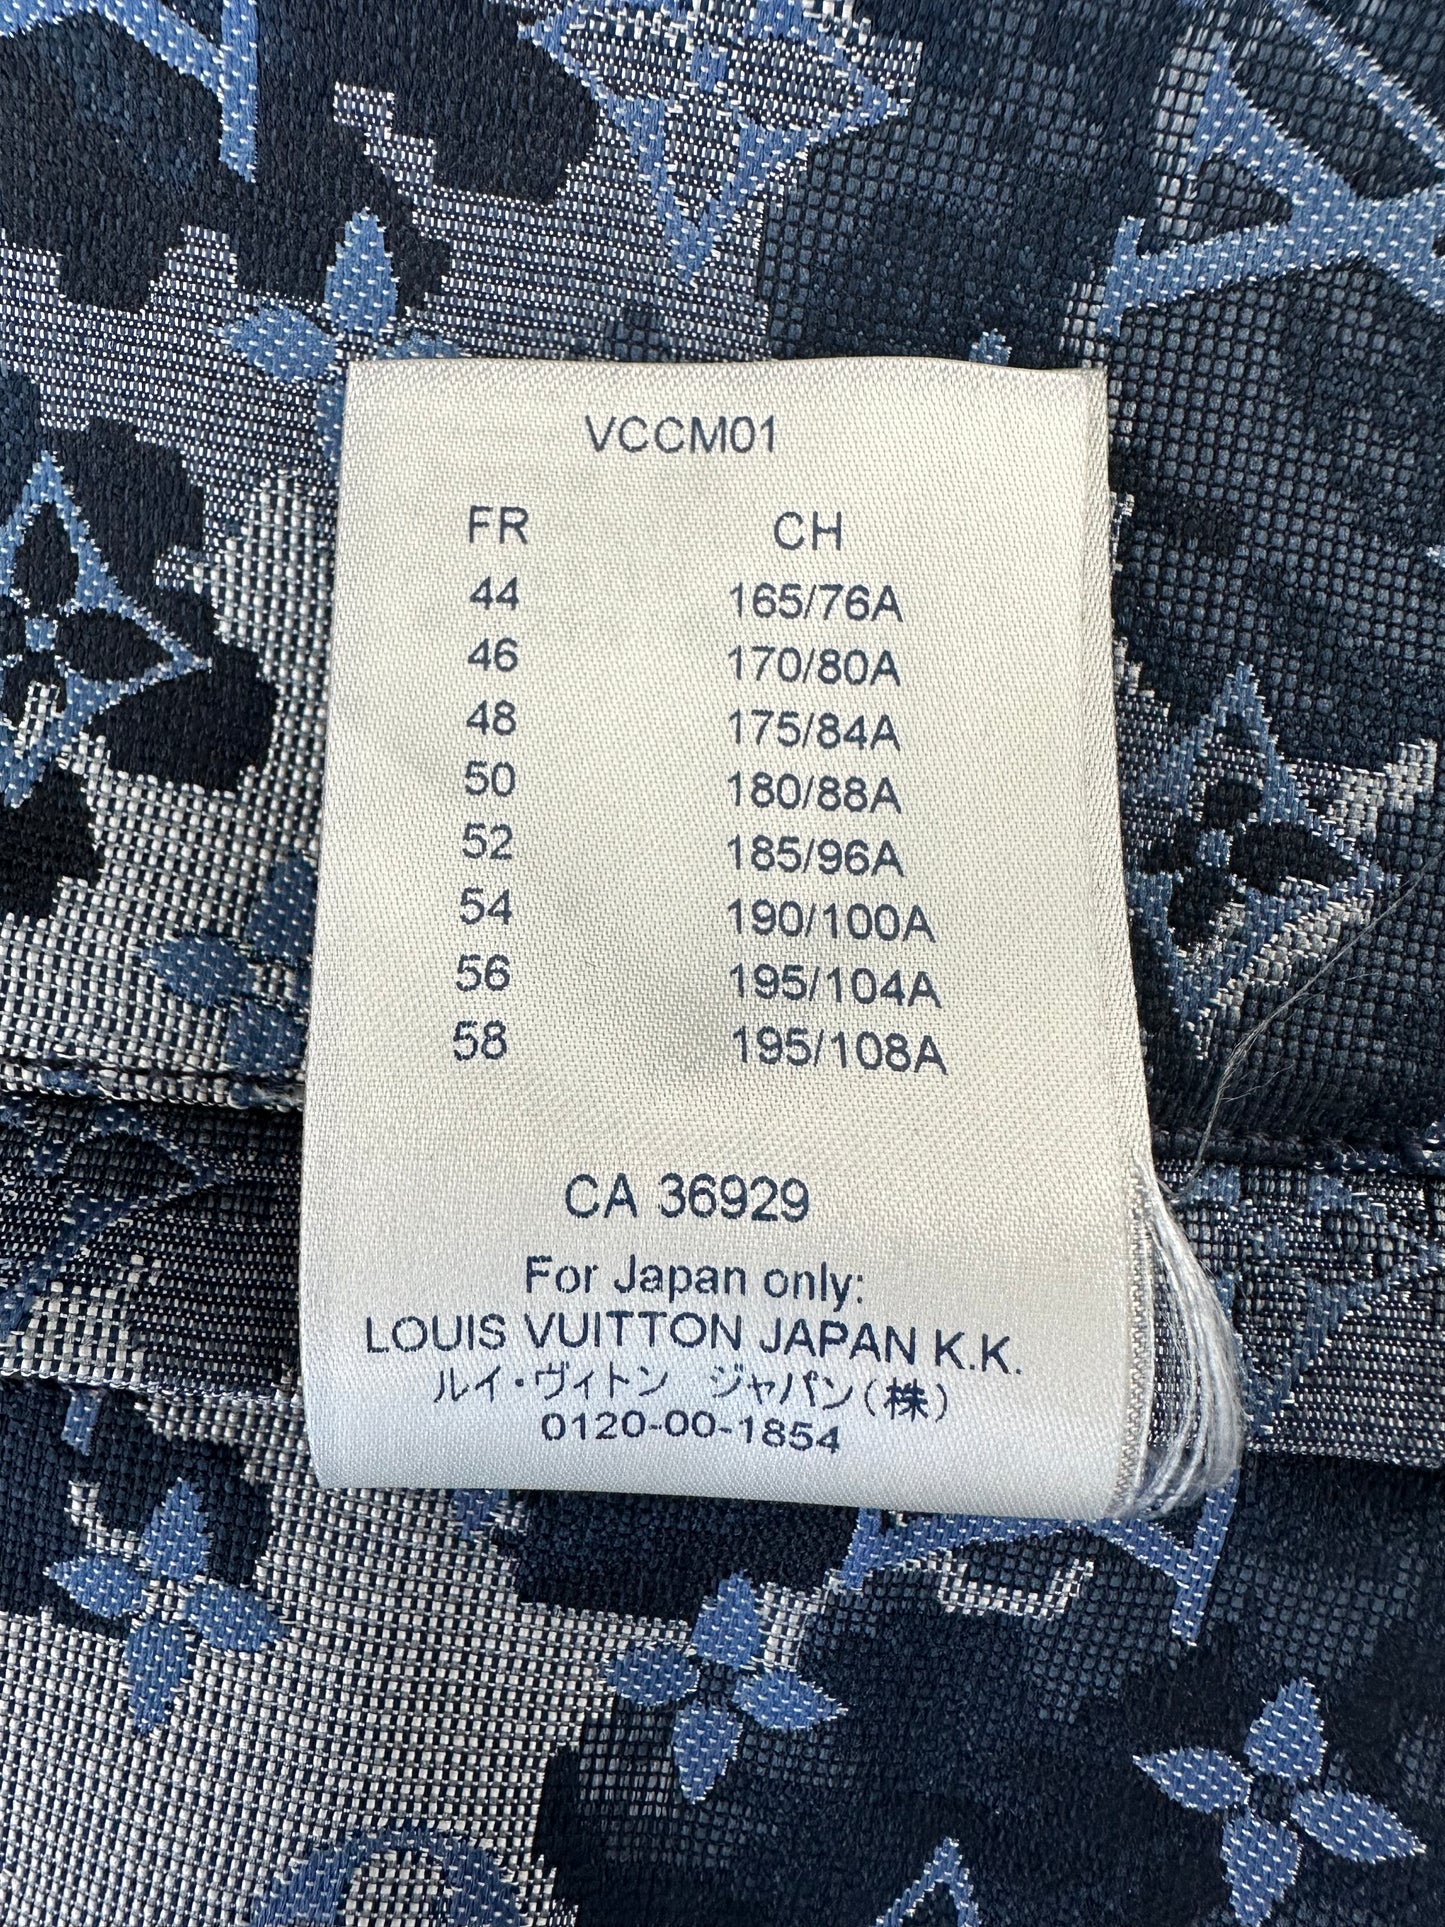 VCCM01
FR CH
44 165/76A
46 170/80A
48 175/84A
50 180/88A
52 185/96A
54 190/100A
56 195/104A
58 195/108A
CA 36929
For Japan only:
LOUIS VUITTON JAPAN K.K.
ルイ・ヴィトン ジャパン(株)
0120-00-1854